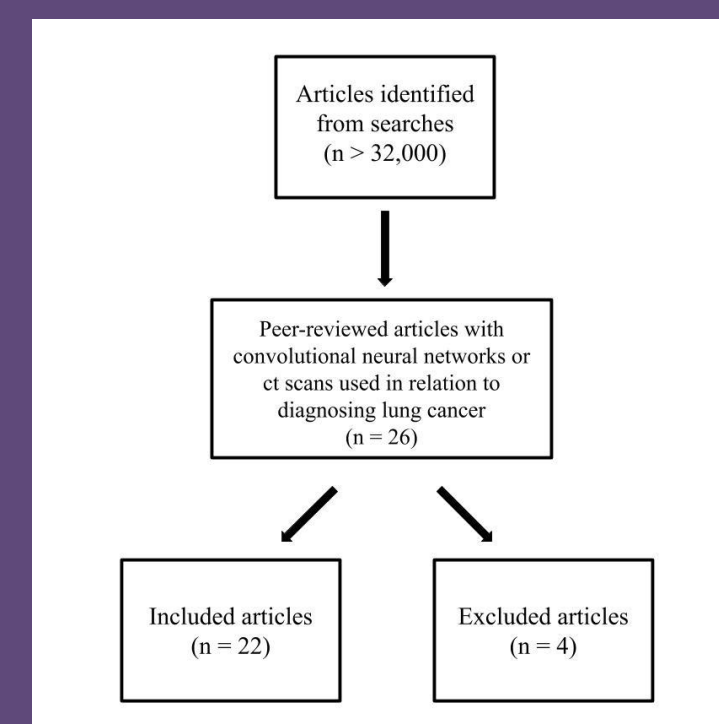 Articles identified
from searches
(n > 32,000)
Peer-reviewed articles with
convolutional neural networks or
ct scans used in relation to
diagnosing lung cancer
(n = 26)
Included articles
(n = 22)
Excluded articles
(n = 4)